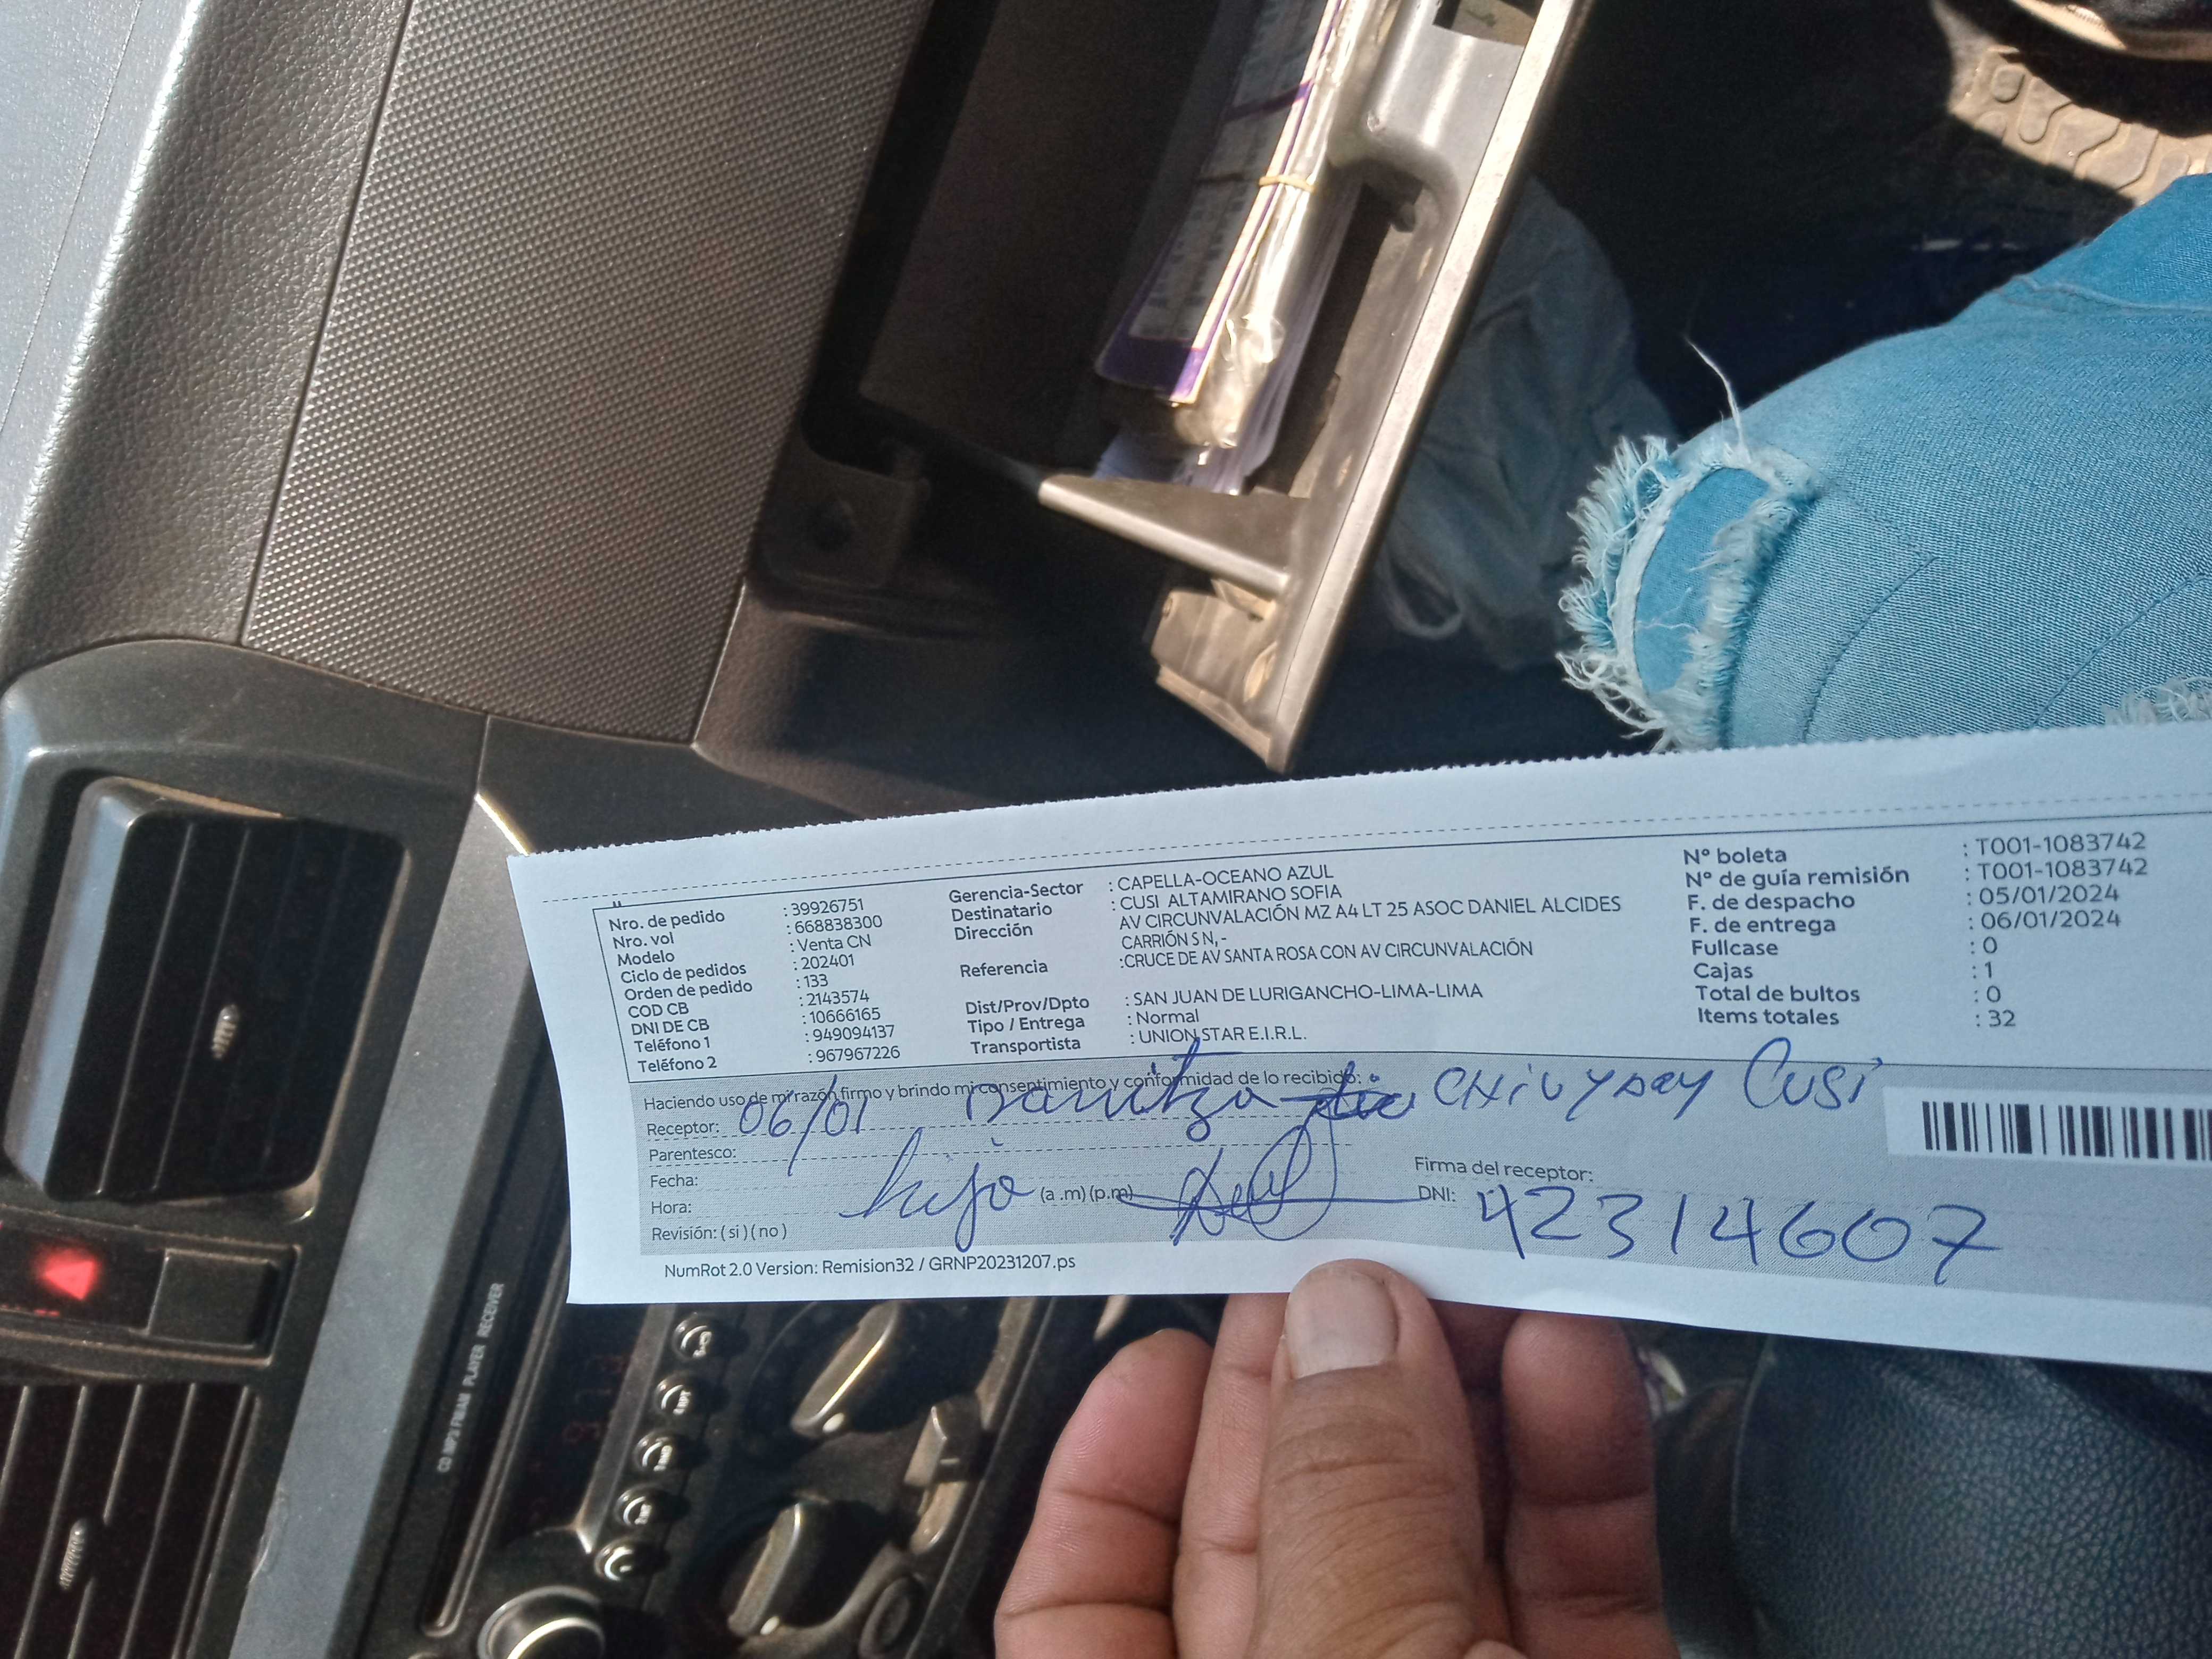 Nro. de pedido : 39926751
Nro. vol : 668838300
Modelo : Venta CN
Ciclo de pedidos : 202401
Orden de pedido : 133
COD CB : 2143574
DNI DE CB : 10666165
Teléfono 1 : 949094137
Teléfono 2 : 967967226
Gerencia-Sector : CAPELLA-OCEANO AZUL
Destinatario : CUSI ALTAMIRANO SOFIA
Dirección AV CIRCUNVALACIÓN MZ A4 LT 25 ASOC DANIEL ALCIDES
CARRIÓN S N,-
Referencia :CRUCE DE AV SANTA ROSA CON AV CIRCUNVALACIÓN
Dist/Prov/Dpto : SAN JUAN DE LURIGANCHO-LIMA-LIMA
Tipo / Entrega : Normal
Transportista : UNION STAR E.I.R.L.
Nº boleta : T001-1083742
Nº de guía remisión : T001-1083742
F. de despacho : 05/01/2024
F. de entrega : 06/01/2024
Fullcase : 0
Cajas : 1
Total de bultos : 0
Items totales : 32
Haciendo uso de mi razón firmo y brindo mi consentimiento y conformidad de lo recibido:
Receptor: 06/01 Cusi
Parentesco:
Fecha:
Hora: hija (a .m) (p.m)
Revisión: ( si ) ( no )
Firma del receptor:
DNI: 42314607
NumRot 2.0 Version: Remision32 / GRNP20231207.ps
CD MP3 FM/AM PLAYER RECEIVER